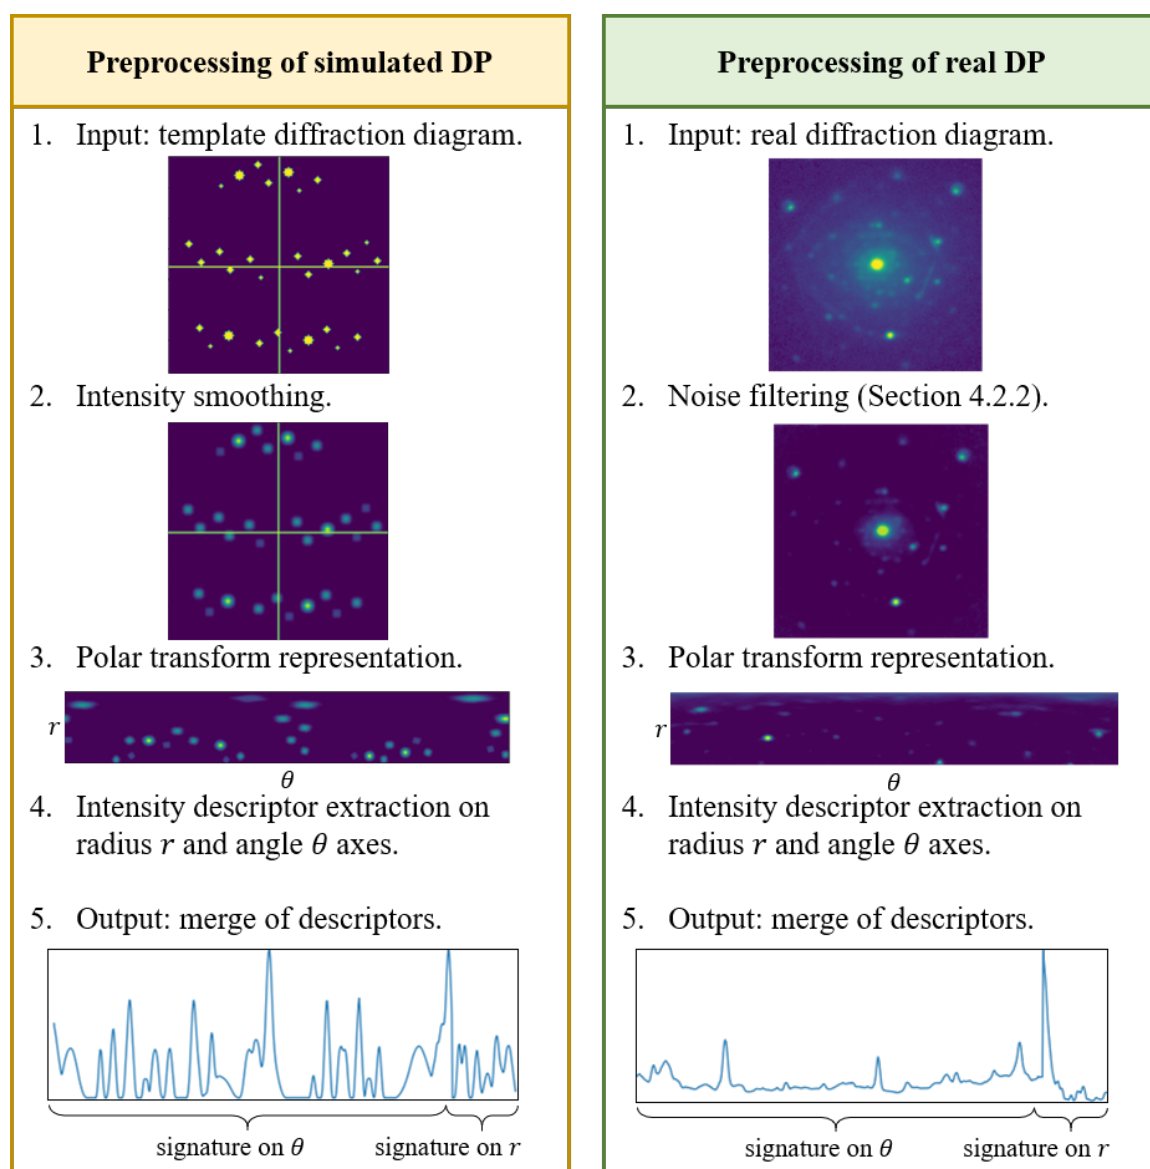 Preprocessing of simulated DP
1. Input: template diffraction diagram.
2. Intensity smoothing.
3. Polar transform representation.
r
θ
4. Intensity descriptor extraction on
radius r and angle θ axes.
5. Output: merge of descriptors.
signature on θ
signature on r
Preprocessing of real DP
1. Input: real diffraction diagram.
2. Noise filtering (Section 4.2.2).
3. Polar transform representation.
r
θ
4. Intensity descriptor extraction on
radius r and angle θ axes.
5. Output: merge of descriptors.
signature on θ
signature on r